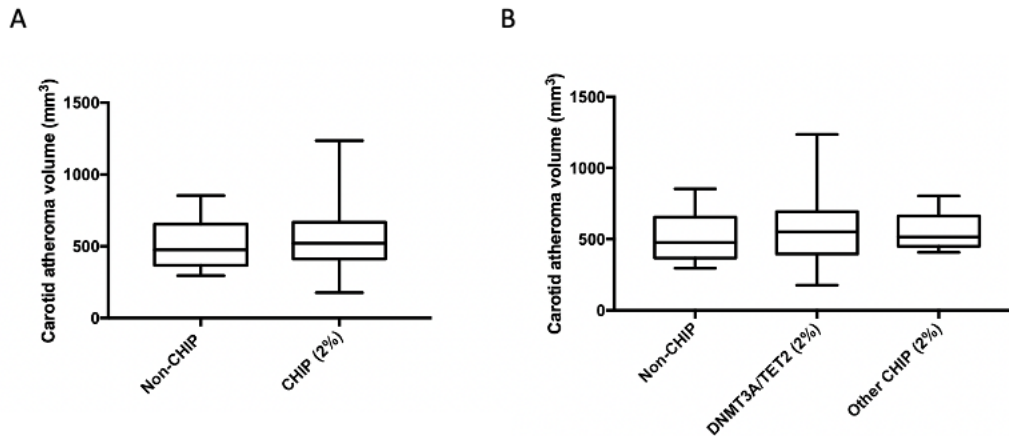 A
Carotid atheroma volume (mm³)
1500
1000
500
0
Non-CHIP
CHIP (2%)
B
Carotid atheroma volume (mm³)
1500
1000
500
0
Non-CHIP
DNMT3A/TET2 (2%)
Other CHIP (2%)